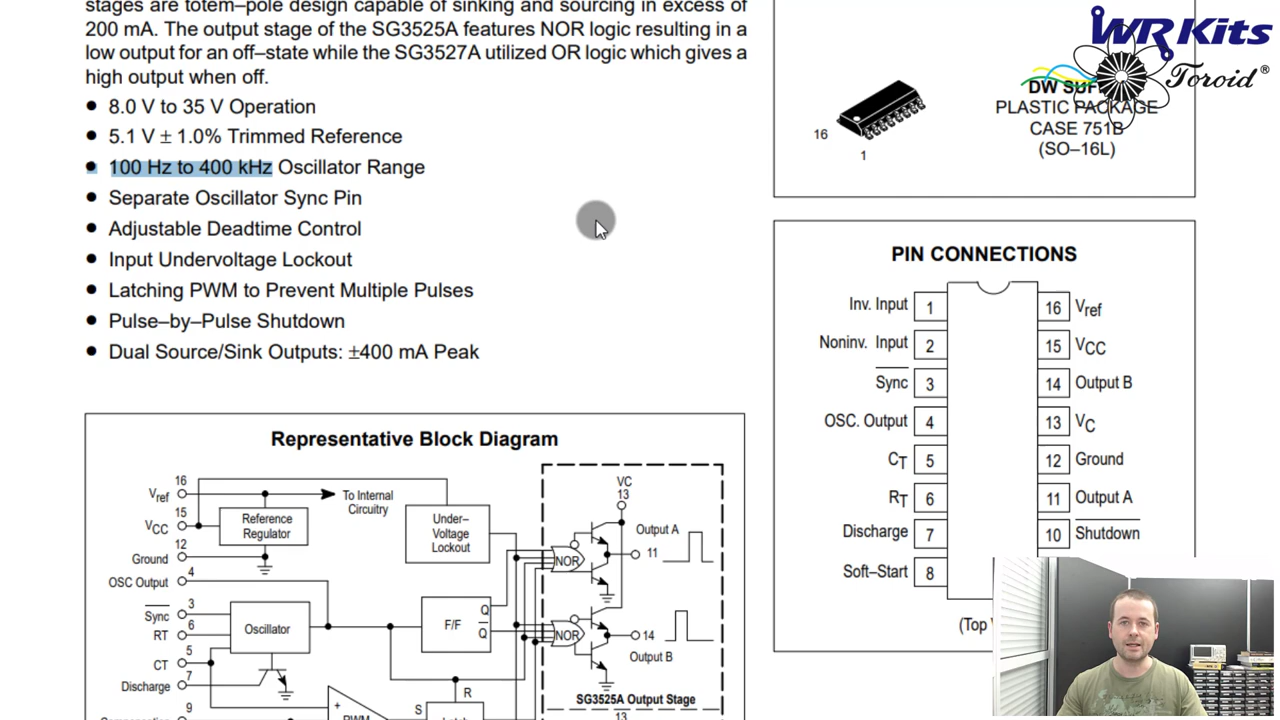 stages are totem–pole design capable of sinking and sourcing in excess of
200 mA. The output stage of the SG3525A features NOR logic resulting in a
low output for an off–state while the SG3527A utilized OR logic which gives a
high output when off.
● 8.0 V to 35 V Operation
● 5.1 V ± 1.0% Trimmed Reference
● 100 Hz to 400 kHz Oscillator Range
● Separate Oscillator Sync Pin
● Adjustable Deadtime Control
● Input Undervoltage Lockout
● Latching PWM to Prevent Multiple Pulses
● Pulse–by–Pulse Shutdown
● Dual Source/Sink Outputs: ±400 mA Peak
WR Kits
Toroid ®
DW
PLASTIC PACKAGE
CASE 751B
(SO–16L)
16
1
PIN CONNECTIONS
Inv. Input 1
16 Vref
Noninv. Input 2
15 VCC
Sync 3
14 Output B
OSC. Output 4
13 VC
CT 5
12 Ground
RT 6
11 Output A
Discharge 7
10 Shutdown
Soft–Start 8
(Top
Representative Block Diagram
16
Vref
To Internal
Circuitry
15
VCC
Reference
Regulator
Under–
Voltage
Lockout
12
Ground
4
OSC Output
3
Sync
6
RT
5
CT
7
Discharge
9
Oscillator
F/F
Q
Q
VC
13
Output A
NOR
11
NOR
14
Output B
SG3525A Output Stage
13
R
S
+
–